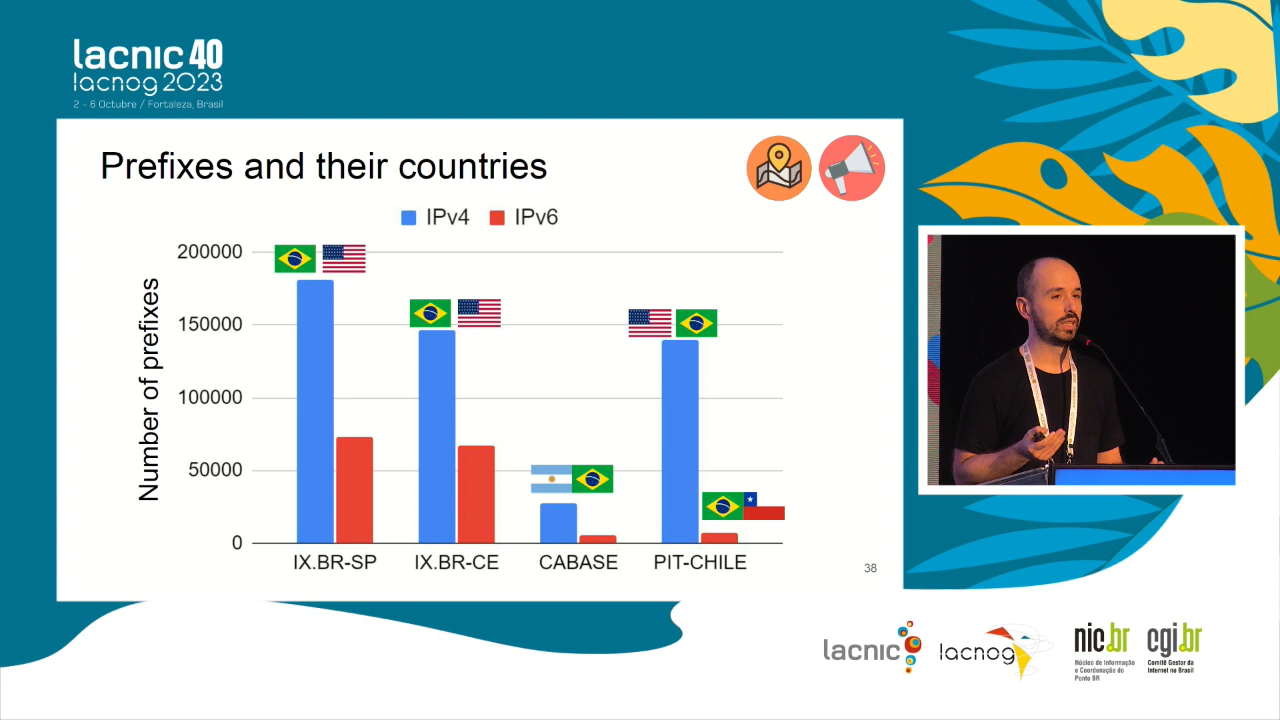 lacnic 40
lacnog 2023
2 - 6 Octubre / Fortaleza, Brasil
Prefixes and their countries
IPv4 IPv6
Number of prefixes
200000
150000
100000
50000
0
IX.BR-SP IX.BR-CE CABASE PIT-CHILE
38
lacnic lacnog nic.br cgi.br
Núcleo de Informação
e Coordenação do
Ponto BR
Comitê Gestor da
Internet no Brasil